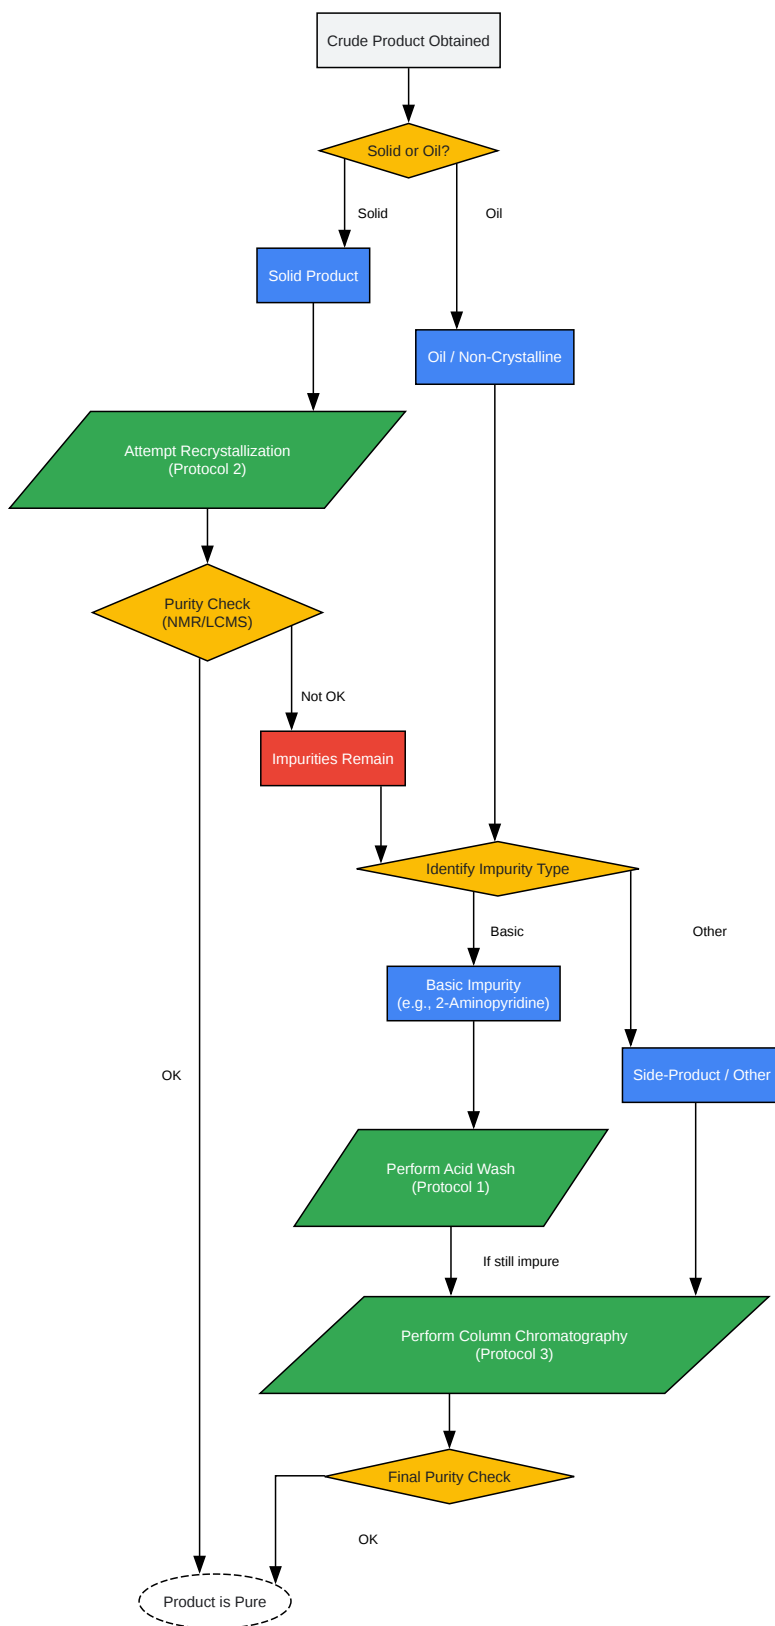 Crude Product Obtained
Solid or Oil?
Solid
Oil
Solid Product
Oil / Non-Crystalline
Attempt Recrystallization
(Protocol 2)
Purity Check
(NMR/LCMS)
Not OK
Impurities Remain
Identify Impurity Type
Basic
Other
Basic Impurity
(e.g., 2-Aminopyridine)
OK
Side-Product / Other
Perform Acid Wash
(Protocol 1)
If still impure
Perform Column Chromatography
(Protocol 3)
Final Purity Check
OK
Product is Pure